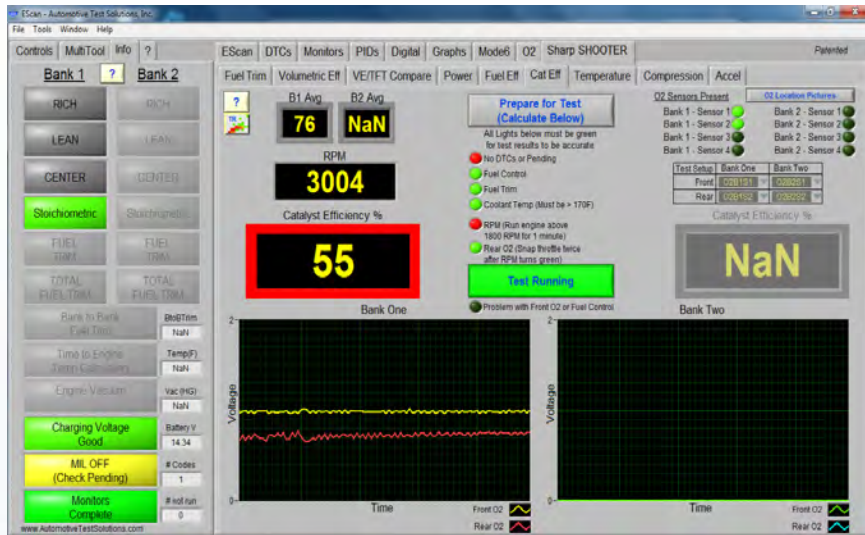 EScan - Automotive Test Solutions, Inc.
File Tools Window Help
Controls MultiTool Info ?
EScan DTCs Monitors PIDs Digital Graphs Mode6 O2 Sharp SHOOTER
Patented
Fuel Trim Volumetric Eff VE/TFT Compare Power Fuel Eff Cat Eff Temperature Compression Accel
Bank 1 ? Bank 2
RICH RICH
LEAN LEAN
CENTER CENTER
Stoichiometric Stoichiometric
FUEL TRIM FUEL TRIM
TOTAL FUEL TRIM TOTAL FUEL TRIM
Bank to Bank
Fuel Trim
BtoBTrim
NaN
Time to Engine
Temp(F)
NaN
Engine Vacuum
Vac (HG)
NaN
Charging Voltage
Good
Battery V
14.34
MIL OFF
(Check Pending)
# Codes
1
Monitors
Complete
# not run
0
www.AutomotiveTestSolutions.com
?
B1 Avg B2 Avg
76 NaN
RPM
3004
Catalyst Efficiency %
55
Prepare for Test
(Calculate Below)
All Lights below must be green
for test results to be accurate
No DTCs or Pending
Fuel Control
Fuel Trim
Coolant Temp (Must be > 170F)
RPM (Run engine above
1800 RPM for 1 minute)
Rear O2 (Snap throttle twice
after RPM turns green)
Test Running
Problem with Front O2 or Fuel Control
O2 Sensors Present O2 Location Pictures
Bank 1 - Sensor 1 Bank 2 - Sensor 1
Bank 1 - Sensor 2 Bank 2 - Sensor 2
Bank 1 - Sensor 3 Bank 2 - Sensor 3
Bank 1 - Sensor 4 Bank 2 - Sensor 4
Test Setup Bank One Bank Two
Front O2B1S1 O2B2S1
Rear O2B1S2 O2B2S2
Catalyst Efficiency %
NaN
Bank One
2-
Voltage
0-
Time
Front O2
Rear O2
Bank Two
2-
Voltage
0-
Time
Front O2
Rear O2